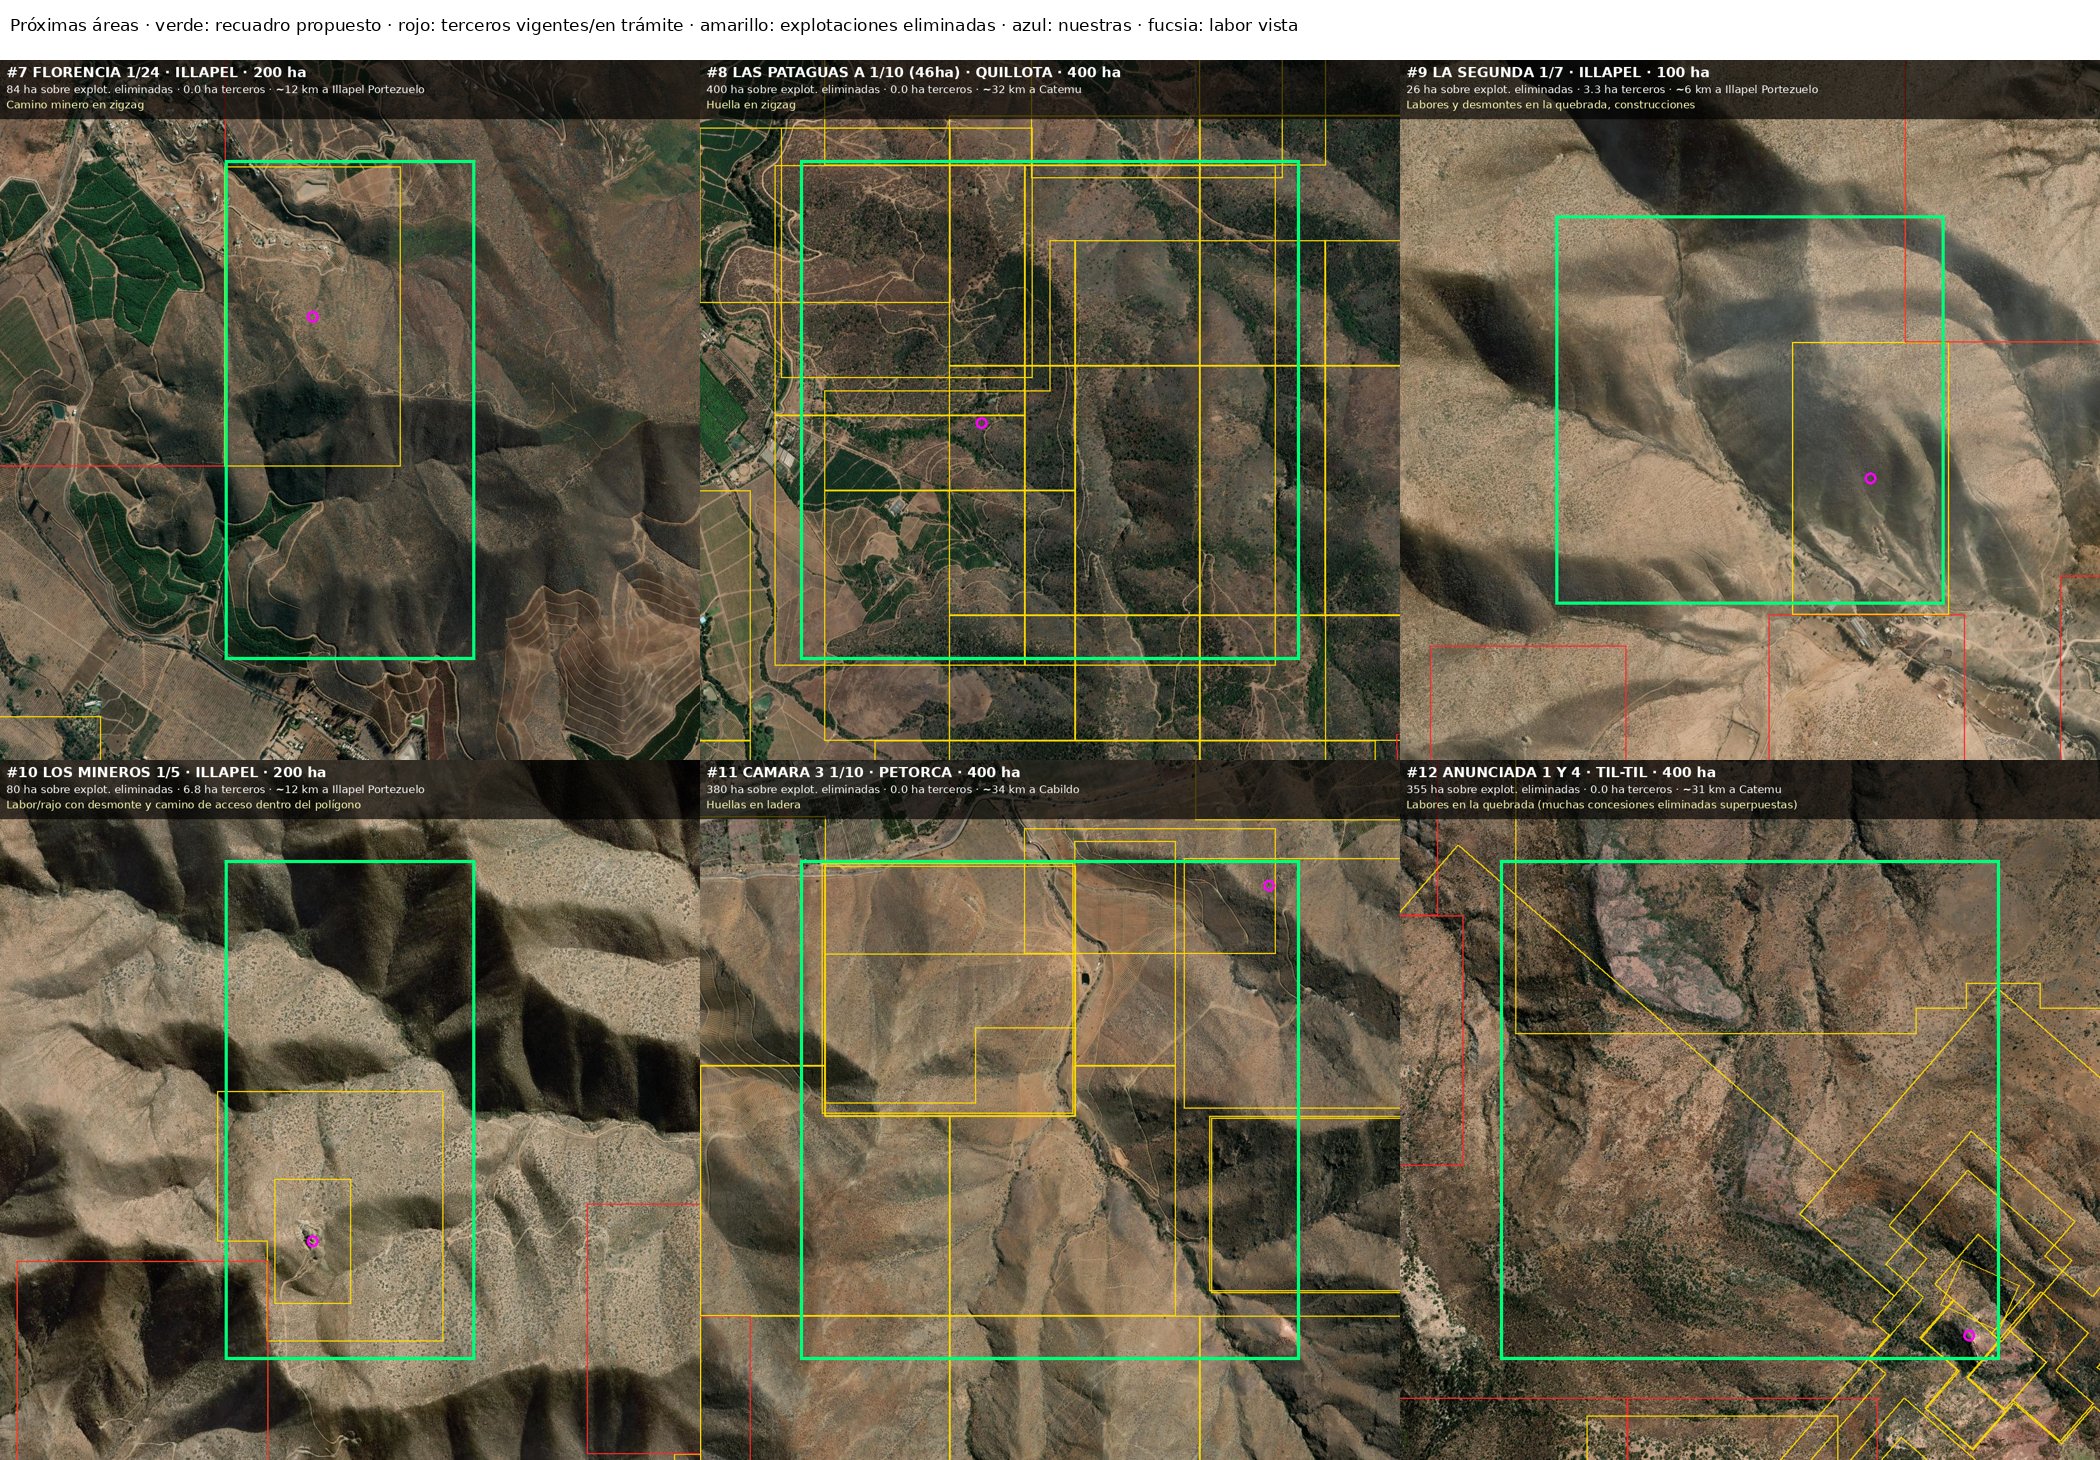 Próximas áreas · verde: recuadro propuesto · rojo: terceros vigentes/en trámite · amarillo: explotaciones eliminadas · azul: nuestras · fucsia: labor vista
#7 FLORENCIA 1/24 · ILLAPEL · 200 ha
84 ha sobre explot. eliminadas · 0.0 ha terceros · ~12 km a Illapel Portezuelo
Camino minero en zigzag
#8 LAS PATAGUAS A 1/10 (46ha) · QUILLOTA · 400 ha
400 ha sobre explot. eliminadas · 0.0 ha terceros · ~32 km a Catemu
Huella en zigzag
#9 LA SEGUNDA 1/7 · ILLAPEL · 100 ha
26 ha sobre explot. eliminadas · 3.3 ha terceros · ~6 km a Illapel Portezuelo
Labores y desmontes en la quebrada, construcciones
#10 LOS MINEROS 1/5 · ILLAPEL · 200 ha
80 ha sobre explot. eliminadas · 6.8 ha terceros · ~12 km a Illapel Portezuelo
Labor/rajo con desmonte y camino de acceso dentro del polígono
#11 CAMARA 3 1/10 · PETORCA · 400 ha
380 ha sobre explot. eliminadas · 0.0 ha terceros · ~34 km a Cabildo
Huellas en ladera
#12 ANUNCIADA 1 Y 4 · TIL-TIL · 400 ha
355 ha sobre explot. eliminadas · 0.0 ha terceros · ~31 km a Catemu
Labores en la quebrada (muchas concesiones eliminadas superpuestas)